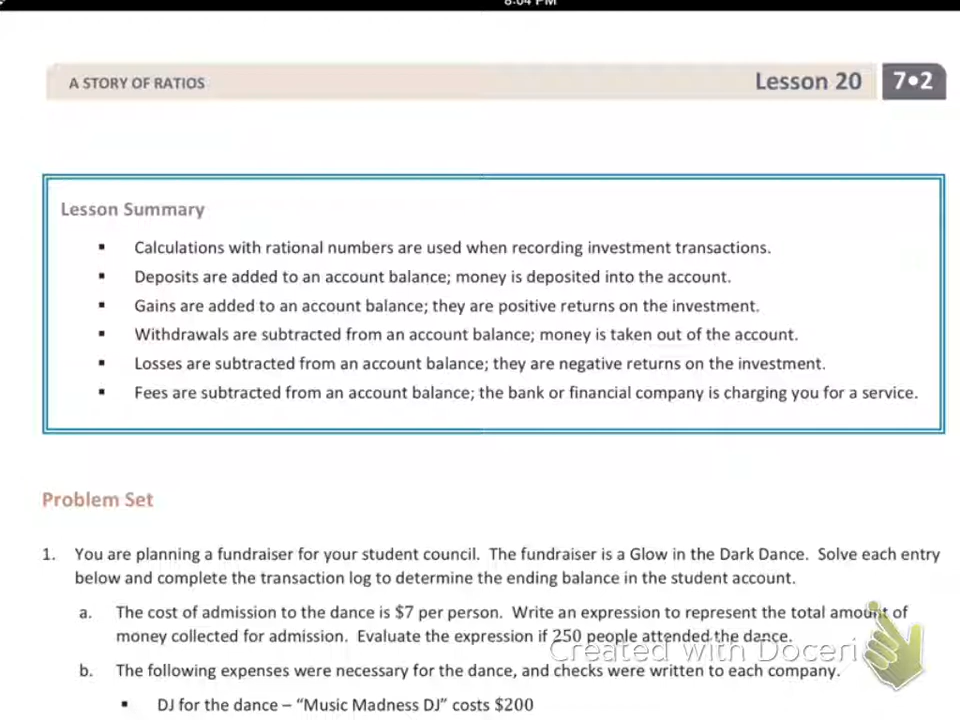 8:04 PM
A STORY OF RATIOS
Lesson 20
7•2
Lesson Summary
▪ Calculations with rational numbers are used when recording investment transactions.
▪ Deposits are added to an account balance; money is deposited into the account.
▪ Gains are added to an account balance; they are positive returns on the investment.
▪ Withdrawals are subtracted from an account balance; money is taken out of the account.
▪ Losses are subtracted from an account balance; they are negative returns on the investment.
▪ Fees are subtracted from an account balance; the bank or financial company is charging you for a service.
Problem Set
1. You are planning a fundraiser for your student council. The fundraiser is a Glow in the Dark Dance. Solve each entry
below and complete the transaction log to determine the ending balance in the student account.
a. The cost of admission to the dance is $7 per person. Write an expression to represent the total amount of
money collected for admission. Evaluate the expression if 250 people attended the dance.
Created with Doceri
b. The following expenses were necessary for the dance, and checks were written to each company.
▪ DJ for the dance – “Music Madness DJ” costs $200